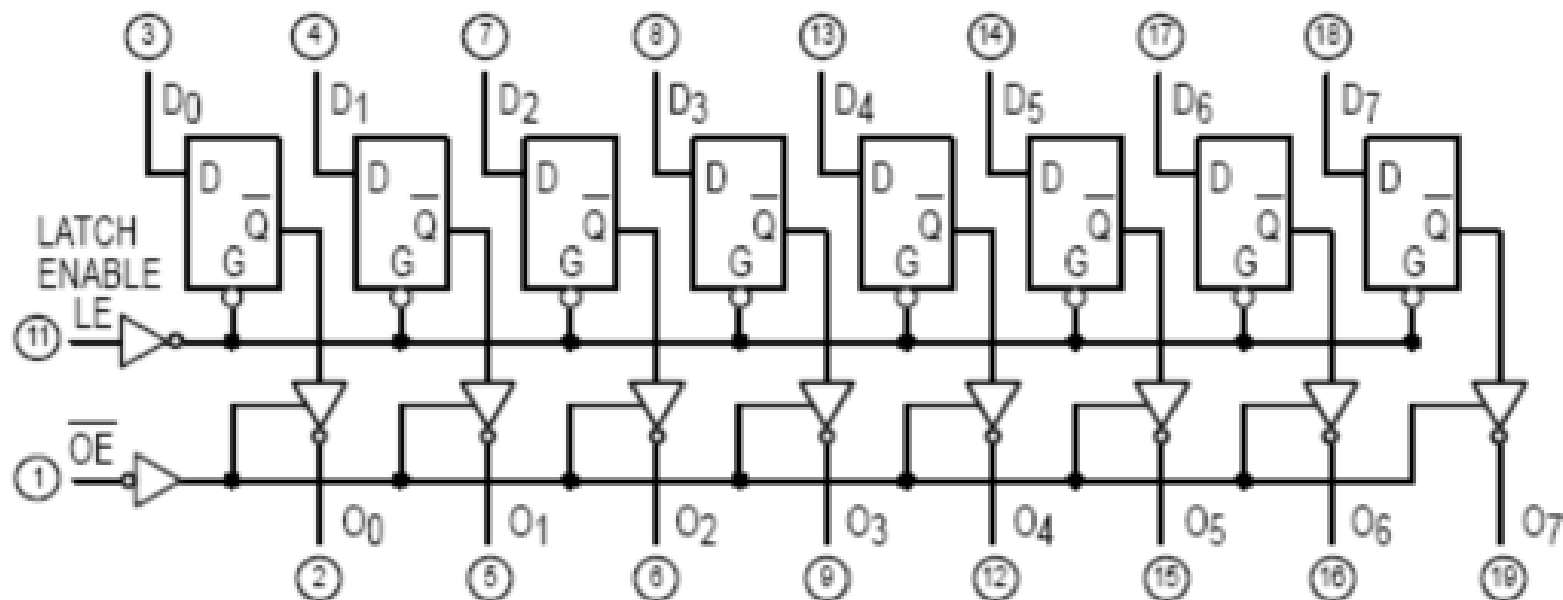 3 4 7 8 13 14 17 18
D0 D1 D2 D3 D4 D5 D6 D7
D D D D D D D D
Q̅ Q̅ Q̅ Q̅ Q̅ Q̅ Q̅ Q̅
G G G G G G G G
LATCH
ENABLE
LE
11
O̅E̅
1
O0 O1 O2 O3 O4 O5 O6 O7
2 5 6 9 12 15 16 19